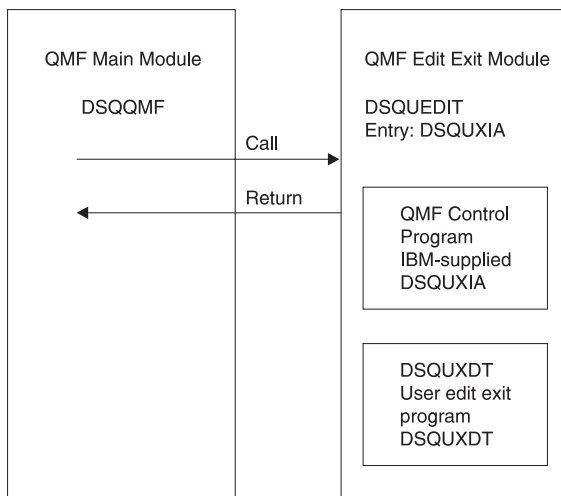 QMF Main Module
DSQQMF
Call
Return
QMF Edit Exit Module
DSQUEDIT
Entry: DSQUXIA
QMF Control
Program
IBM-supplied
DSQUXIA
DSQUXDT
User edit exit
program
DSQUXDT